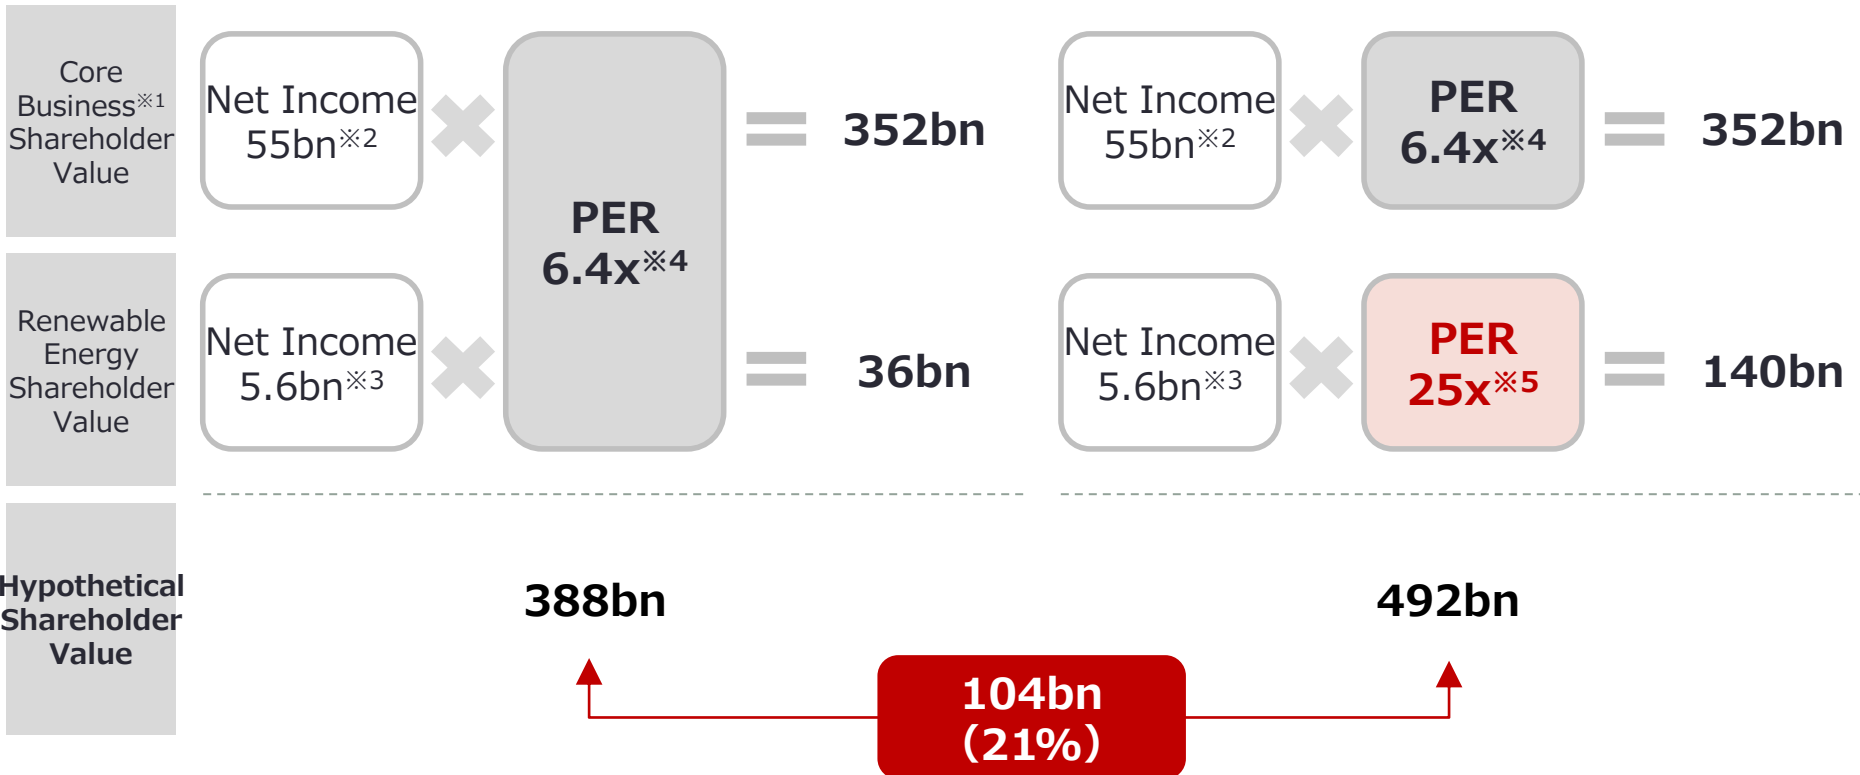 Core
Business※1
Shareholder
Value
Net Income
55bn※2
352bn
Net Income
55bn※2
PER
6.4x※4
352bn
PER
6.4x※4
Renewable
Energy
Shareholder
Value
Net Income
5.6bn※3
36bn
Net Income
5.6bn※3
PER
25x※5
140bn
Hypothetical
Shareholder
Value
388bn
492bn
104bn
(21%)